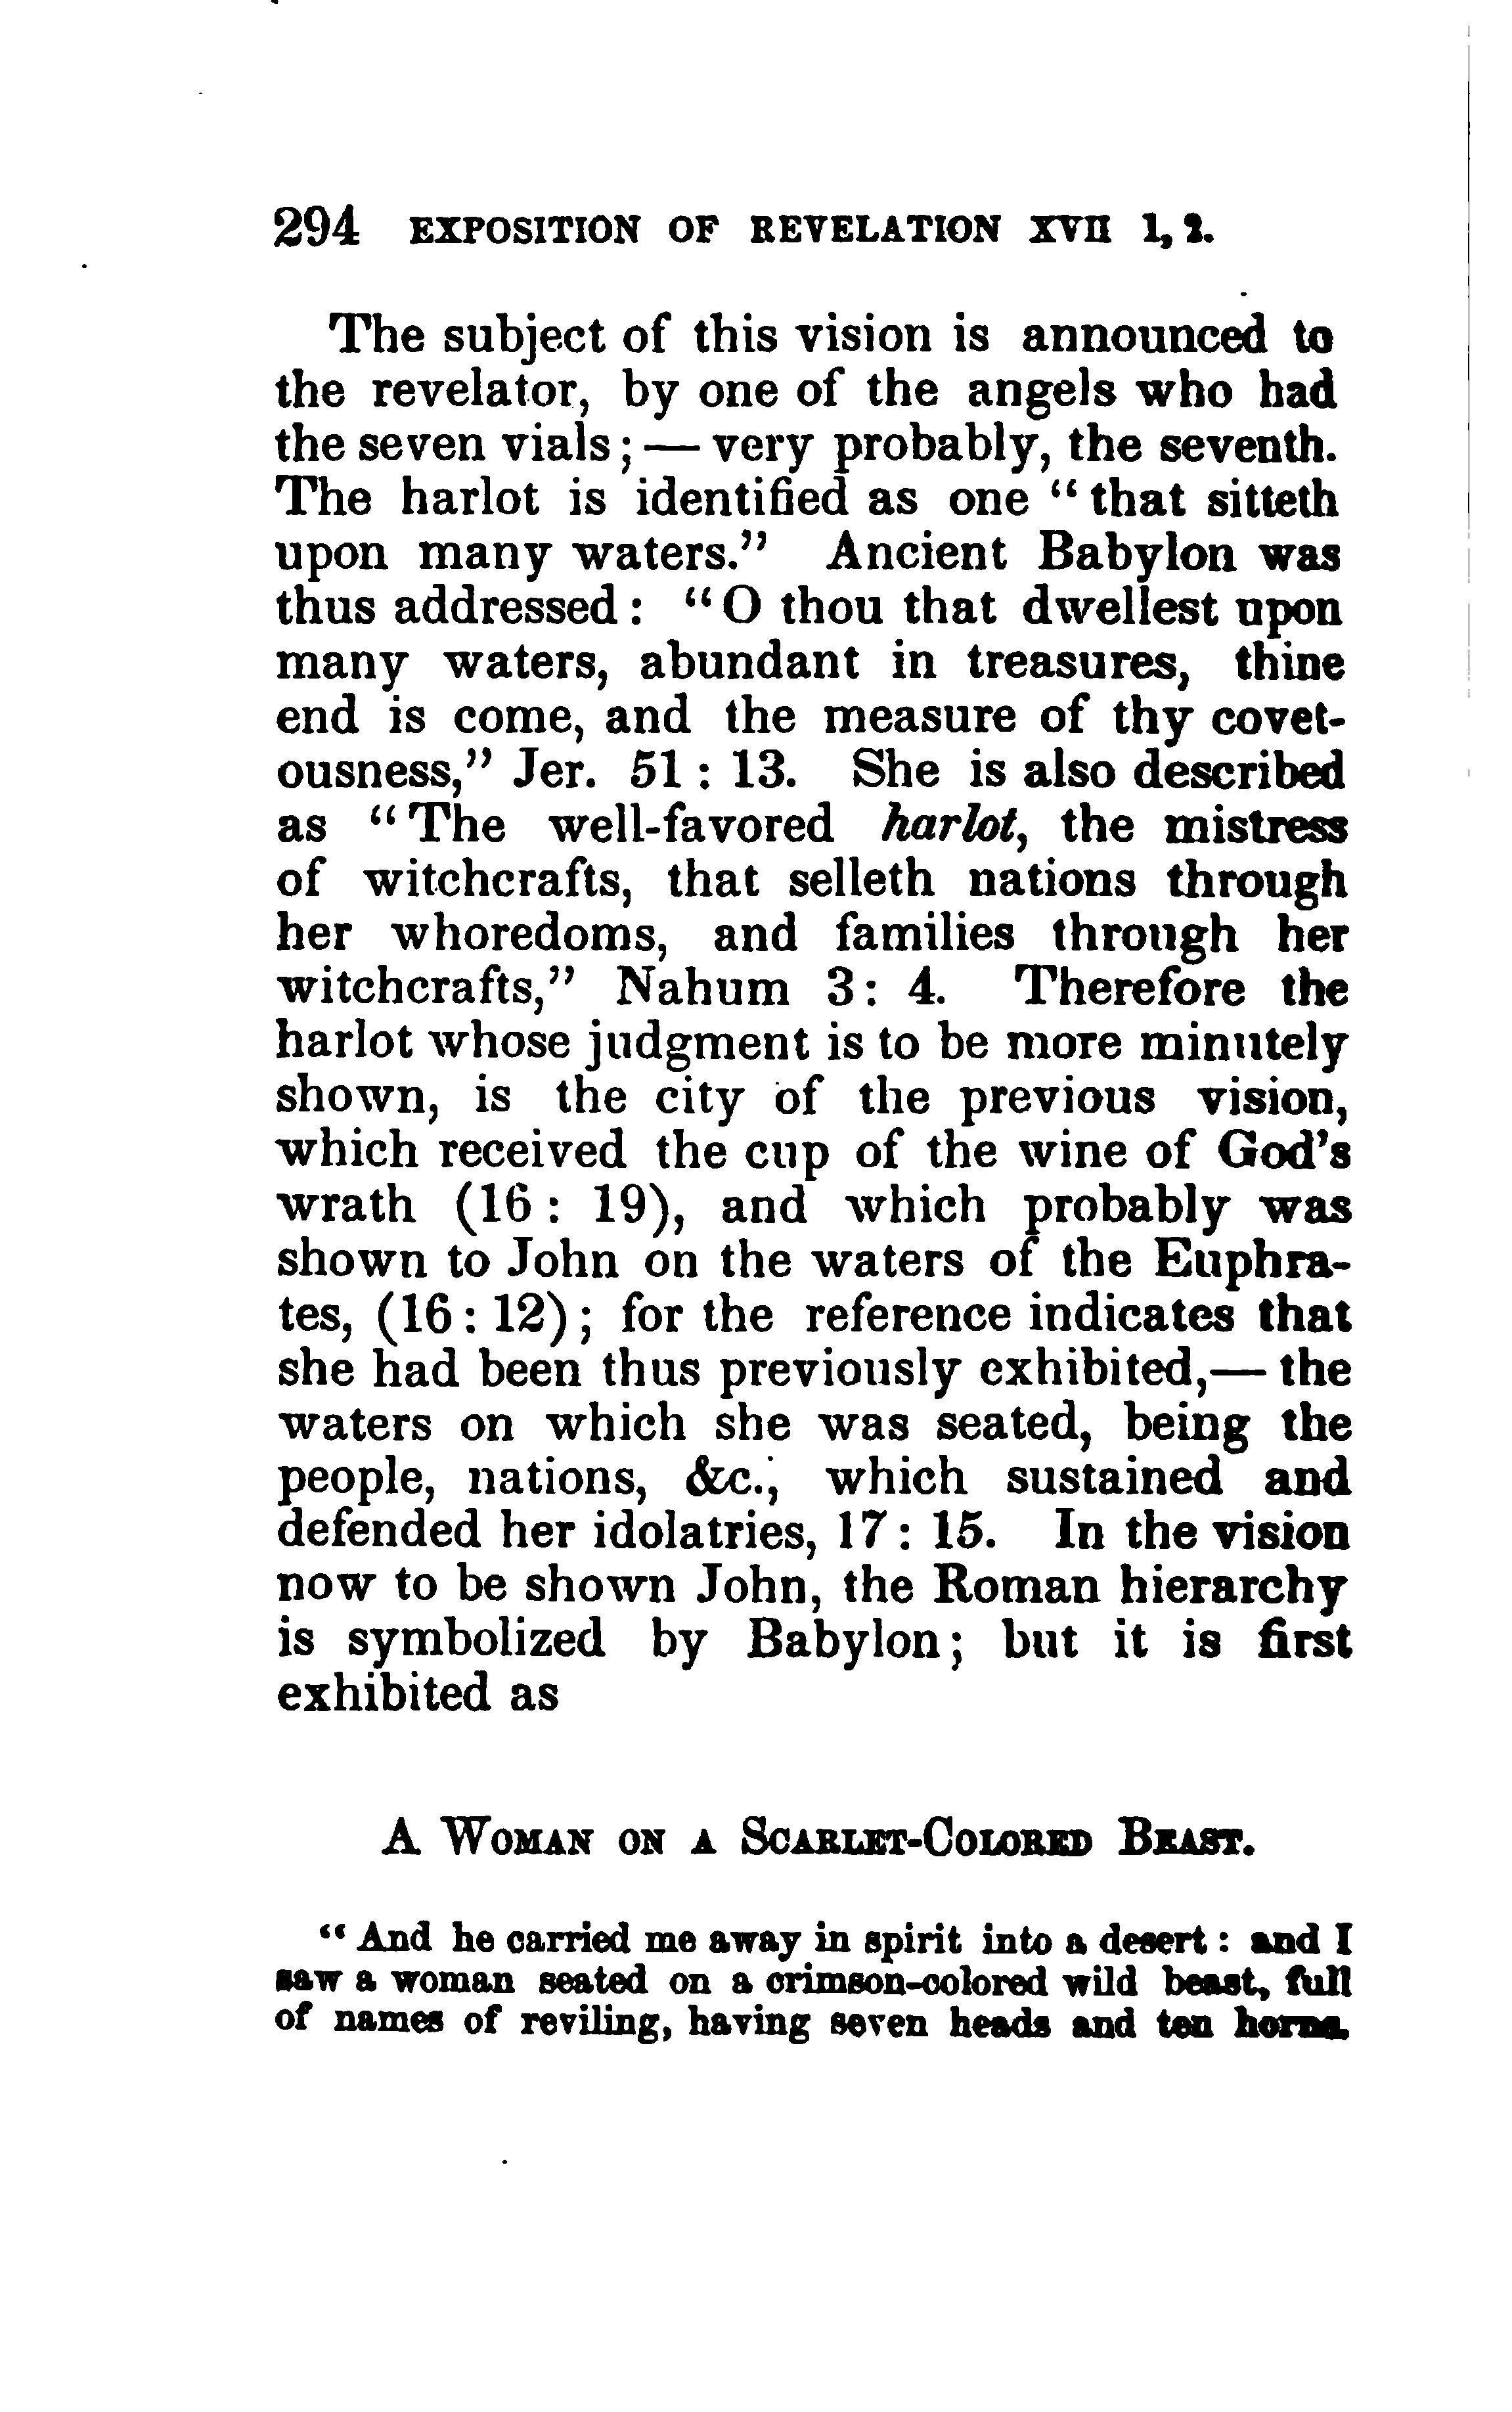 294 EXPOSITION OF REVELATION XVII 1, 2.
The subject of this vision is announced to
the revelator, by one of the angels who had
the seven vials; — very probably, the seventh.
The harlot is identified as one “that sitteth
upon many waters.” Ancient Babylon was
thus addressed: “O thou that dwellest upon
many waters, abundant in treasures, thine
end is come, and the measure of thy covet-
ousness,” Jer. 51: 13. She is also described
as “The well-favored harlot, the mistress
of witchcrafts, that selleth nations through
her whoredoms, and families through her
witchcrafts,” Nahum 3: 4. Therefore the
harlot whose judgment is to be more minutely
shown, is the city of the previous vision,
which received the cup of the wine of God’s
wrath (16: 19), and which probably was
shown to John on the waters of the Euphra-
tes, (16: 12); for the reference indicates that
she had been thus previously exhibited,— the
waters on which she was seated, being the
people, nations, &c., which sustained and
defended her idolatries, 17: 15. In the vision
now to be shown John, the Roman hierarchy
is symbolized by Babylon; but it is first
exhibited as
A WOMAN ON A SCARLET-COLORED BEAST.
“And he carried me away in spirit into a desert: and I
saw a woman seated on a crimson-colored wild beast, full
of names of reviling, having seven heads and ten horns.